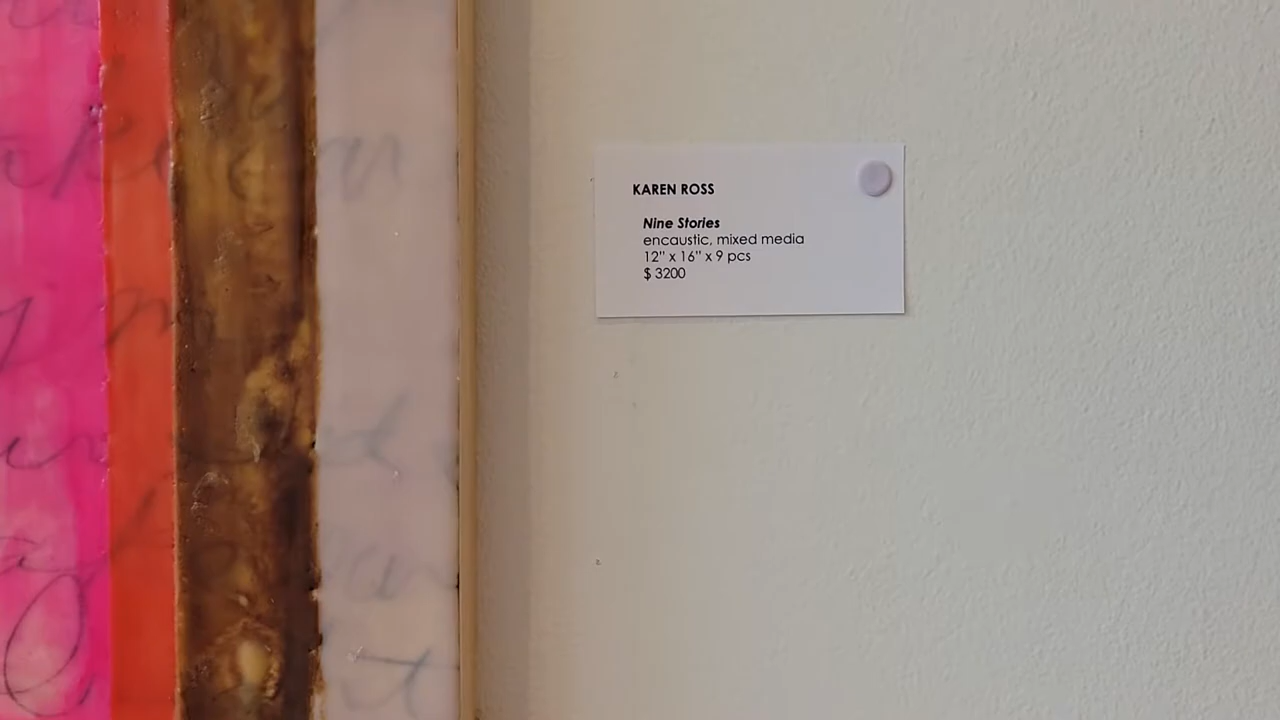 KAREN ROSS
Nine Stories
encaustic, mixed media
12" x 16" x 9 pcs
$ 3200